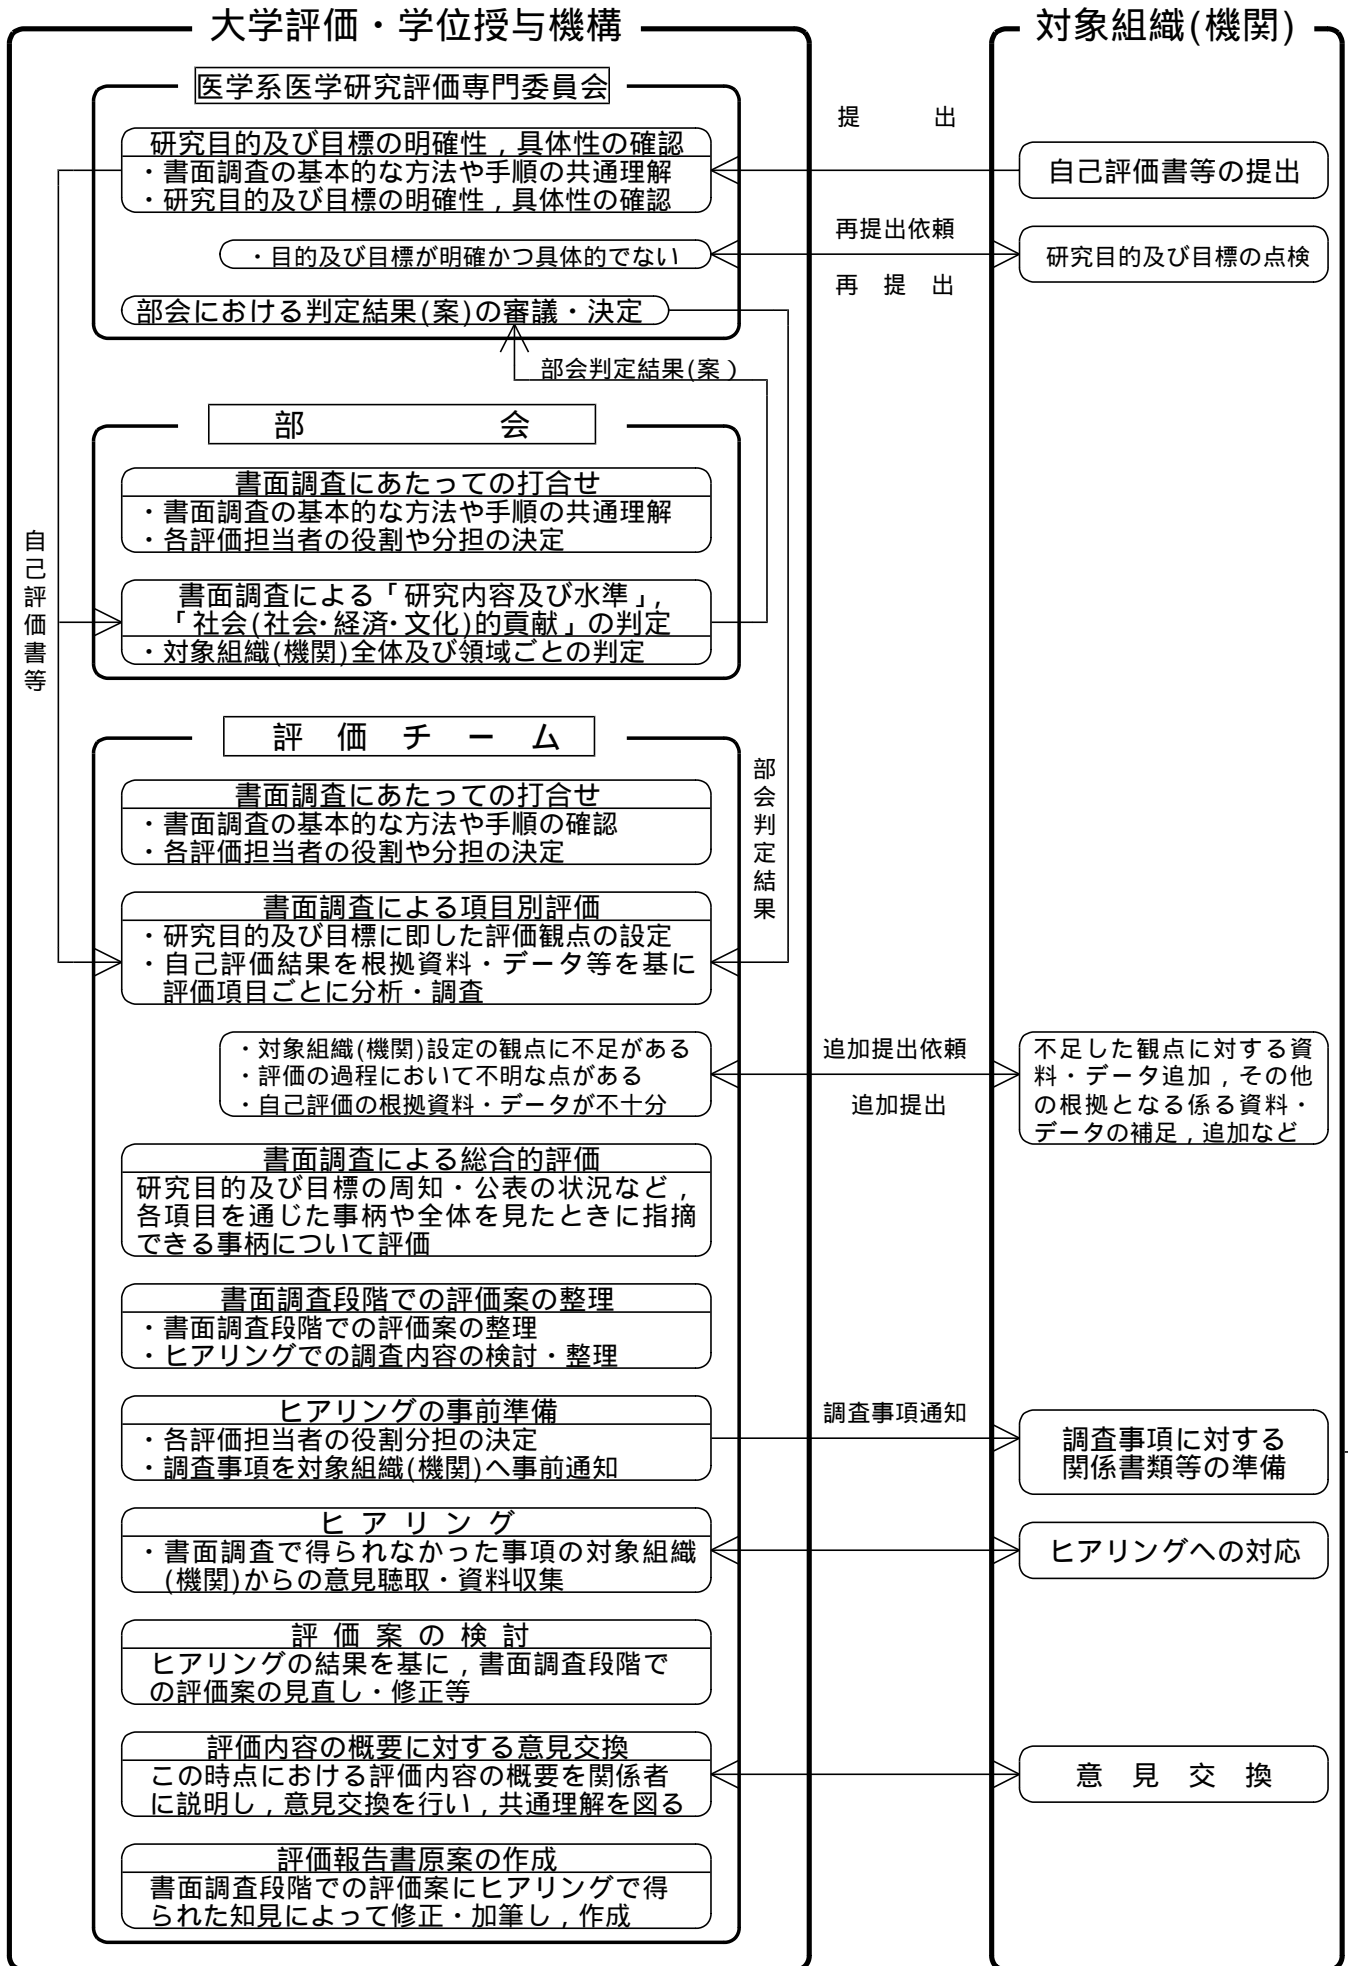 大学評価・学位授与機構
対象組織(機関)
医学系医学研究評価専門委員会
研究目的及び目標の明確性，具体性の確認
・書面調査の基本的な方法や手順の共通理解
・研究目的及び目標の明確性，具体性の確認
提　　出
自己評価書等の提出
・目的及び目標が明確かつ具体的でない
再提出依頼
再　提　出
研究目的及び目標の点検
部会における判定結果(案)の審議・決定
部会判定結果(案)
部　　　会
書面調査にあたっての打合せ
・書面調査の基本的な方法や手順の共通理解
・各評価担当者の役割や分担の決定
自己評価書等
書面調査による「研究内容及び水準」,
「社会(社会・経済・文化)的貢献」の判定
・対象組織(機関)全体及び領域ごとの判定
評　価　チ　ー　ム
書面調査にあたっての打合せ
・書面調査の基本的な方法や手順の確認
・各評価担当者の役割や分担の決定
部会判定結果
書面調査による項目別評価
・研究目的及び目標に即した評価観点の設定
・自己評価結果を根拠資料・データ等を基に
評価項目ごとに分析・調査
・対象組織(機関)設定の観点に不足がある
・評価の過程において不明な点がある
・自己評価の根拠資料・データが不十分
追加提出依頼
追加提出
不足した観点に対する資
料・データ追加，その他
の根拠となる係る資料・
データの補足，追加など
書面調査による総合的評価
研究目的及び目標の周知・公表の状況など，
各項目を通じた事柄や全体を見たときに指摘
できる事柄について評価
書面調査段階での評価案の整理
・書面調査段階での評価案の整理
・ヒアリングでの調査内容の検討・整理
ヒアリングの事前準備
・各評価担当者の役割分担の決定
・調査事項を対象組織(機関)へ事前通知
調査事項通知
調査事項に対する
関係書類等の準備
ヒ ア リ ン グ
・書面調査で得られなかった事項の対象組織
(機関)からの意見聴取・資料収集
ヒアリングへの対応
評 価 案 の 検 討
ヒアリングの結果を基に，書面調査段階で
の評価案の見直し・修正等
評価内容の概要に対する意見交換
この時点における評価内容の概要を関係者
に説明し，意見交換を行い，共通理解を図る
意　見　交　換
評価報告書原案の作成
書面調査段階での評価案にヒアリングで得
られた知見によって修正・加筆し，作成